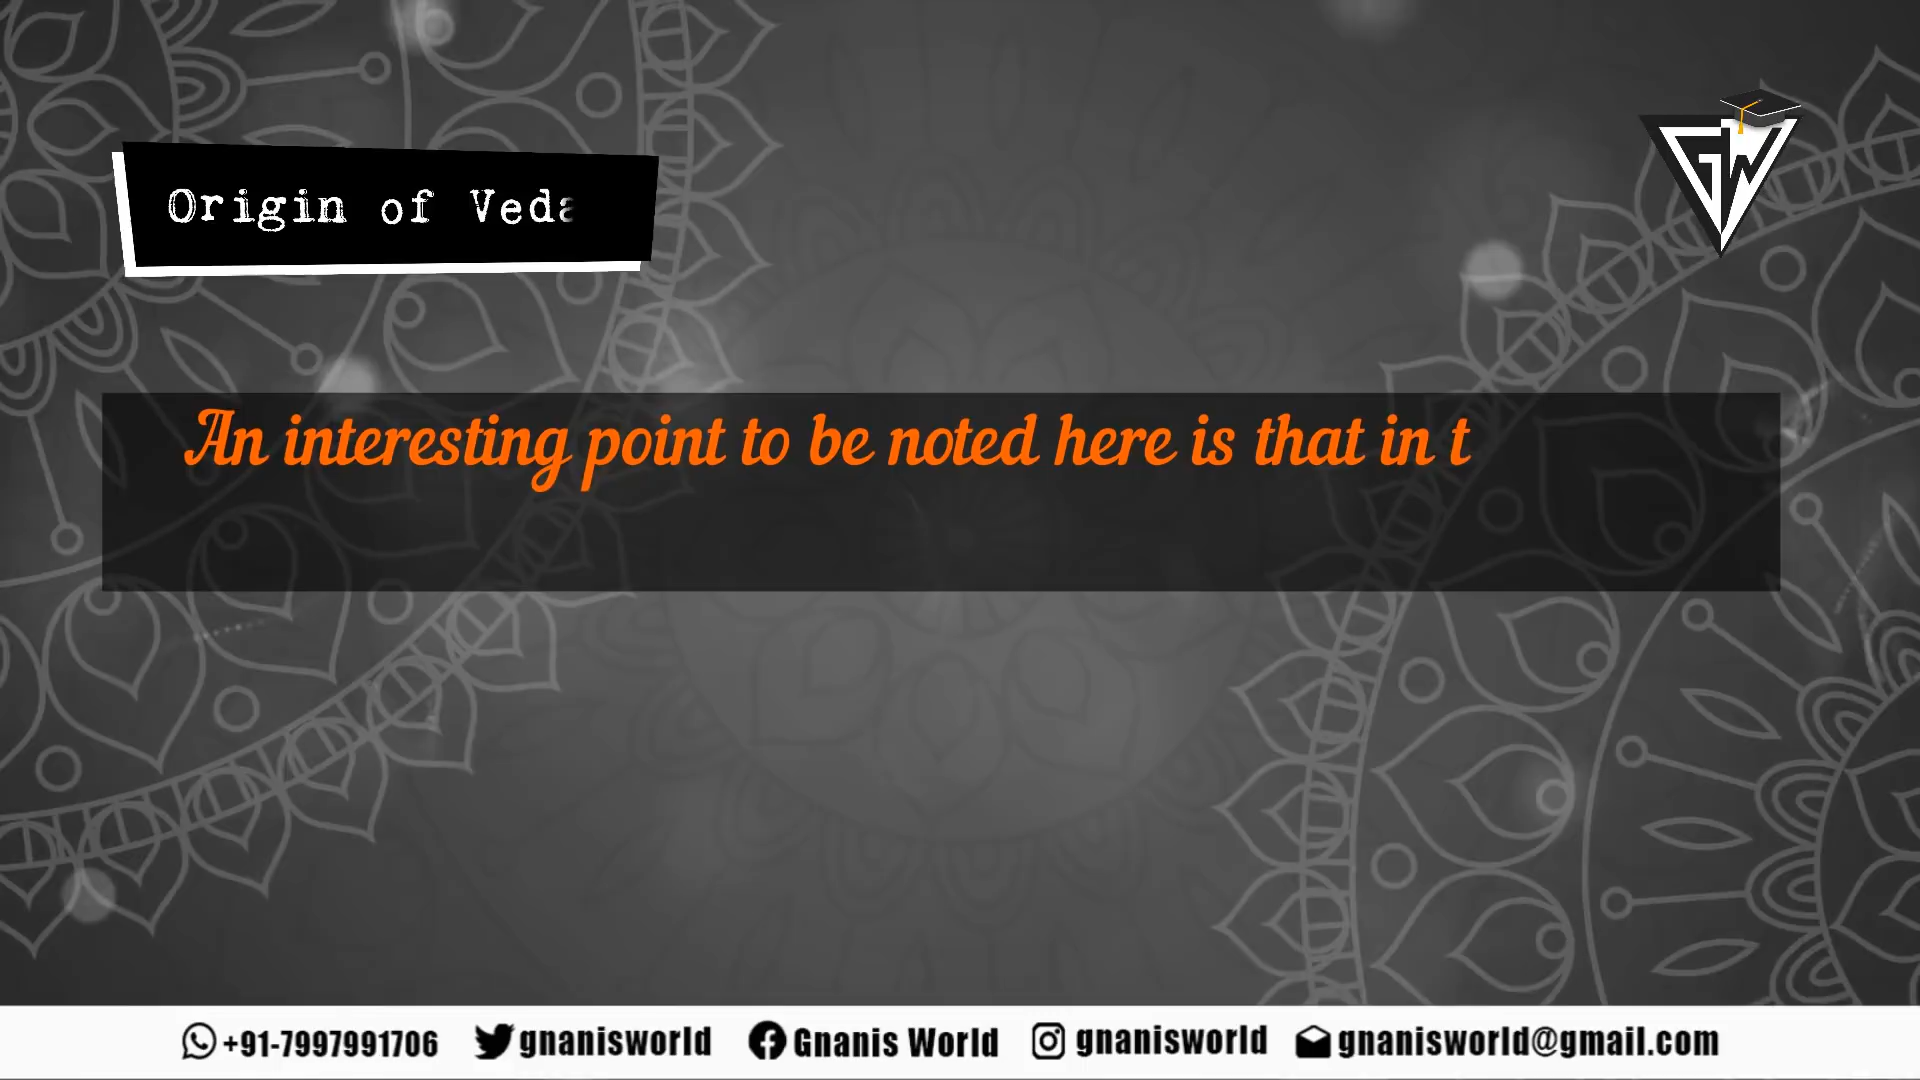 Origin of Veda
GW
An interesting point to be noted here is that in t
+91-7997991706 gnanisworld Gnanis World gnanisworld gnanisworld@gmail.com